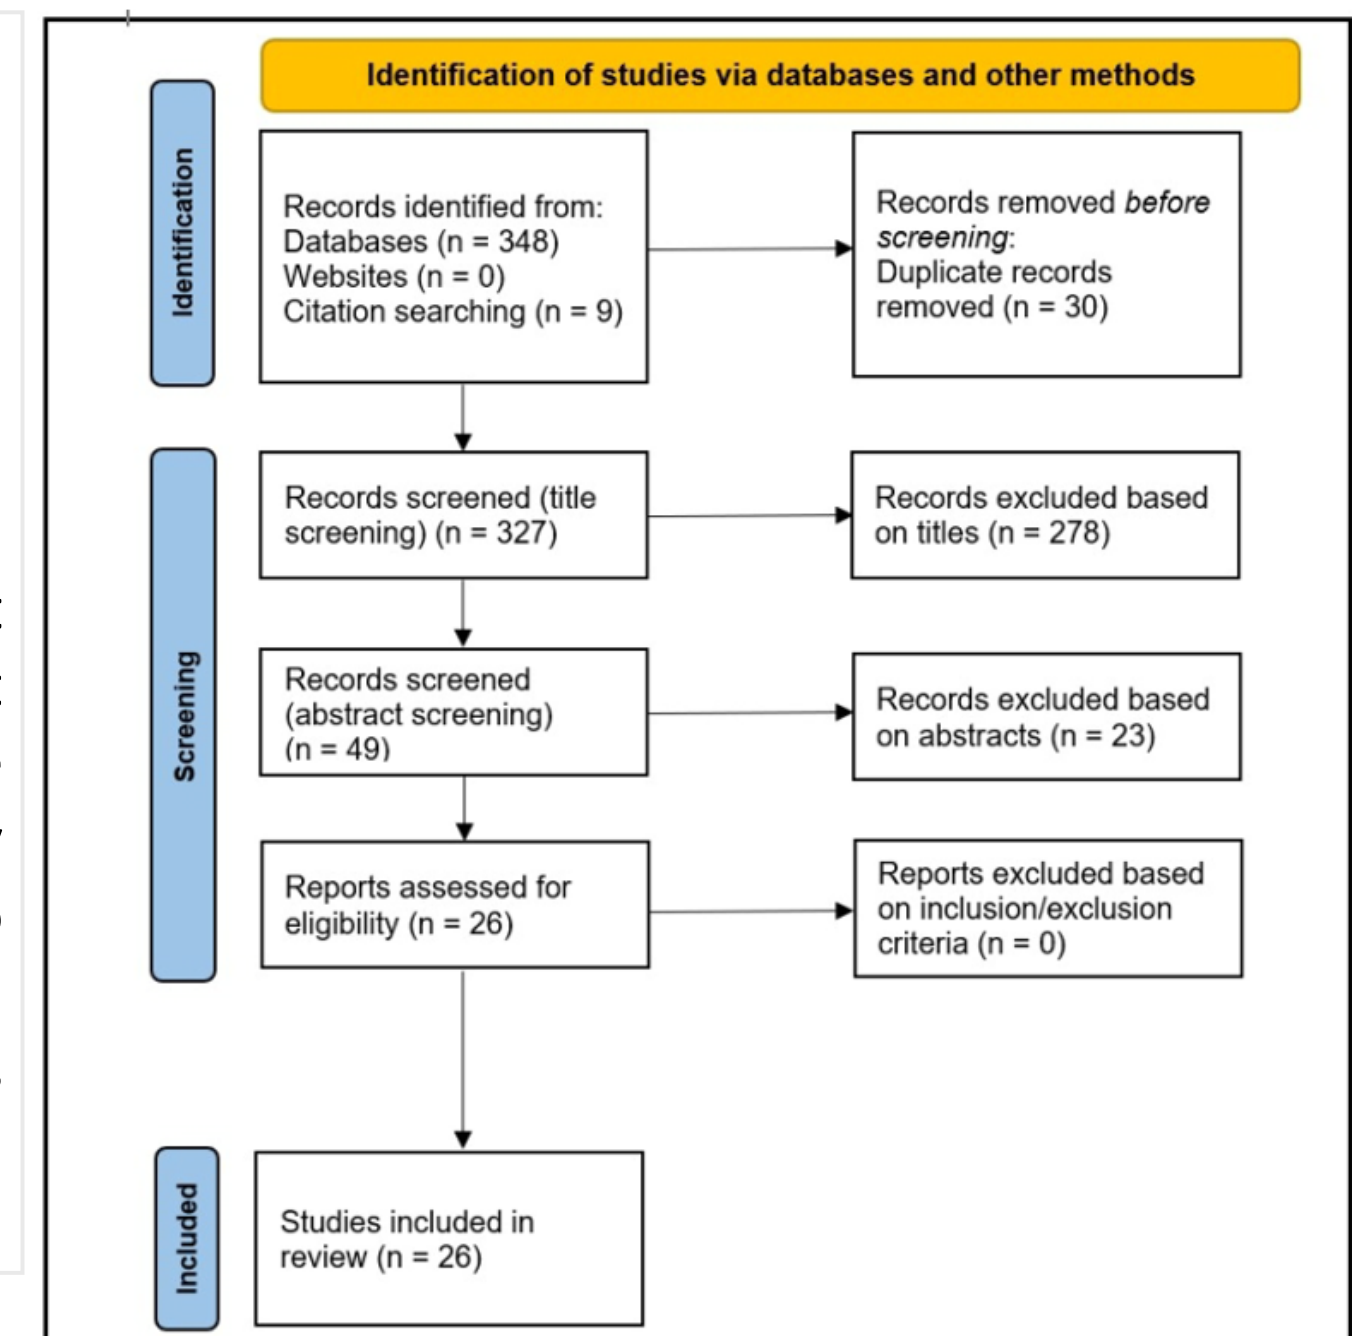 Identification of studies via databases and other methods
Identification
Records identified from:
Databases (n = 348)
Websites (n = 0)
Citation searching (n = 9)
Records removed before
screening:
Duplicate records
removed (n = 30)
Screening
Records screened (title
screening) (n = 327)
Records excluded based
on titles (n = 278)
Records screened
(abstract screening)
(n = 49)
Records excluded based
on abstracts (n = 23)
Reports assessed for
eligibility (n = 26)
Reports excluded based
on inclusion/exclusion
criteria (n = 0)
Included
Studies included in
review (n = 26)